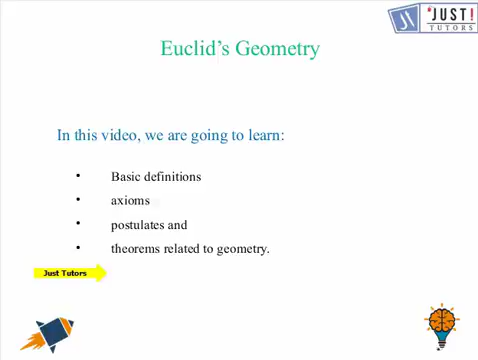 JUST!
TUTORS
Euclid’s Geometry
In this video, we are going to learn:
• Basic definitions
• axioms
• postulates and
• theorems related to geometry.
Just Tutors